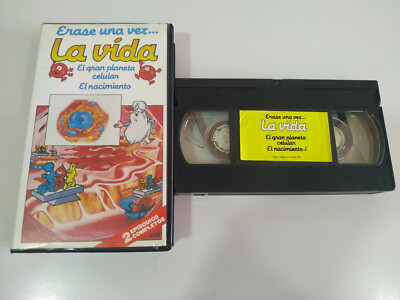 Erase una vez...
La vida
El gran planeta
celular
El nacimiento
2 EPISODIOS
COMPLETOS
Erase una vez...
La vida
El gran planeta
celular
El nacimiento-1